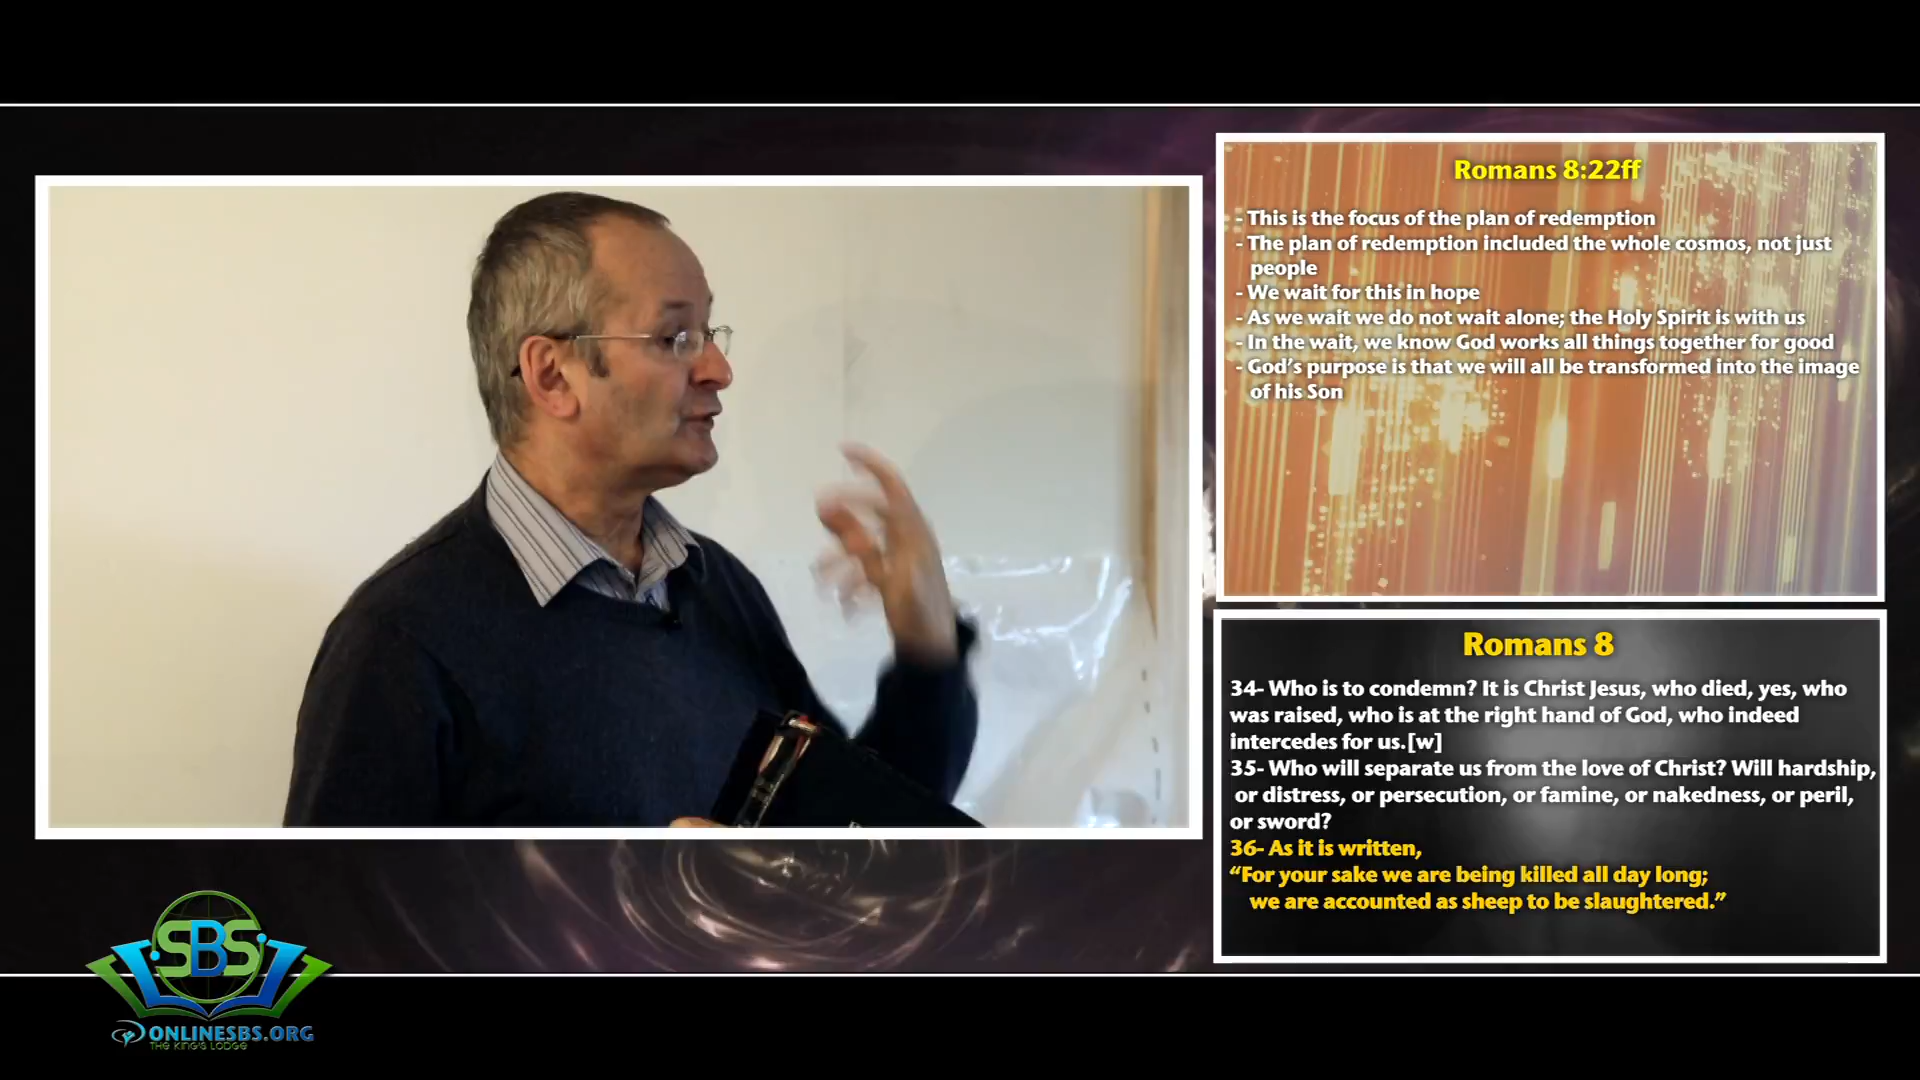 Romans 8:22ff
- This is the focus of the plan of redemption
- The plan of redemption included the whole cosmos, not just
people
- We wait for this in hope
- As we wait we do not wait alone; the Holy Spirit is with us
- In the wait, we know God works all things together for good
- God's purpose is that we will all be transformed into the image
of his Son
Romans 8
34- Who is to condemn? It is Christ Jesus, who died, yes, who
was raised, who is at the right hand of God, who indeed
intercedes for us.[w]
35- Who will separate us from the love of Christ? Will hardship,
or distress, or persecution, or famine, or nakedness, or peril,
or sword?
36- As it is written,
“For your sake we are being killed all day long;
we are accounted as sheep to be slaughtered.”
SBS
ONLINESBS.ORG
THE KING'S LODGE